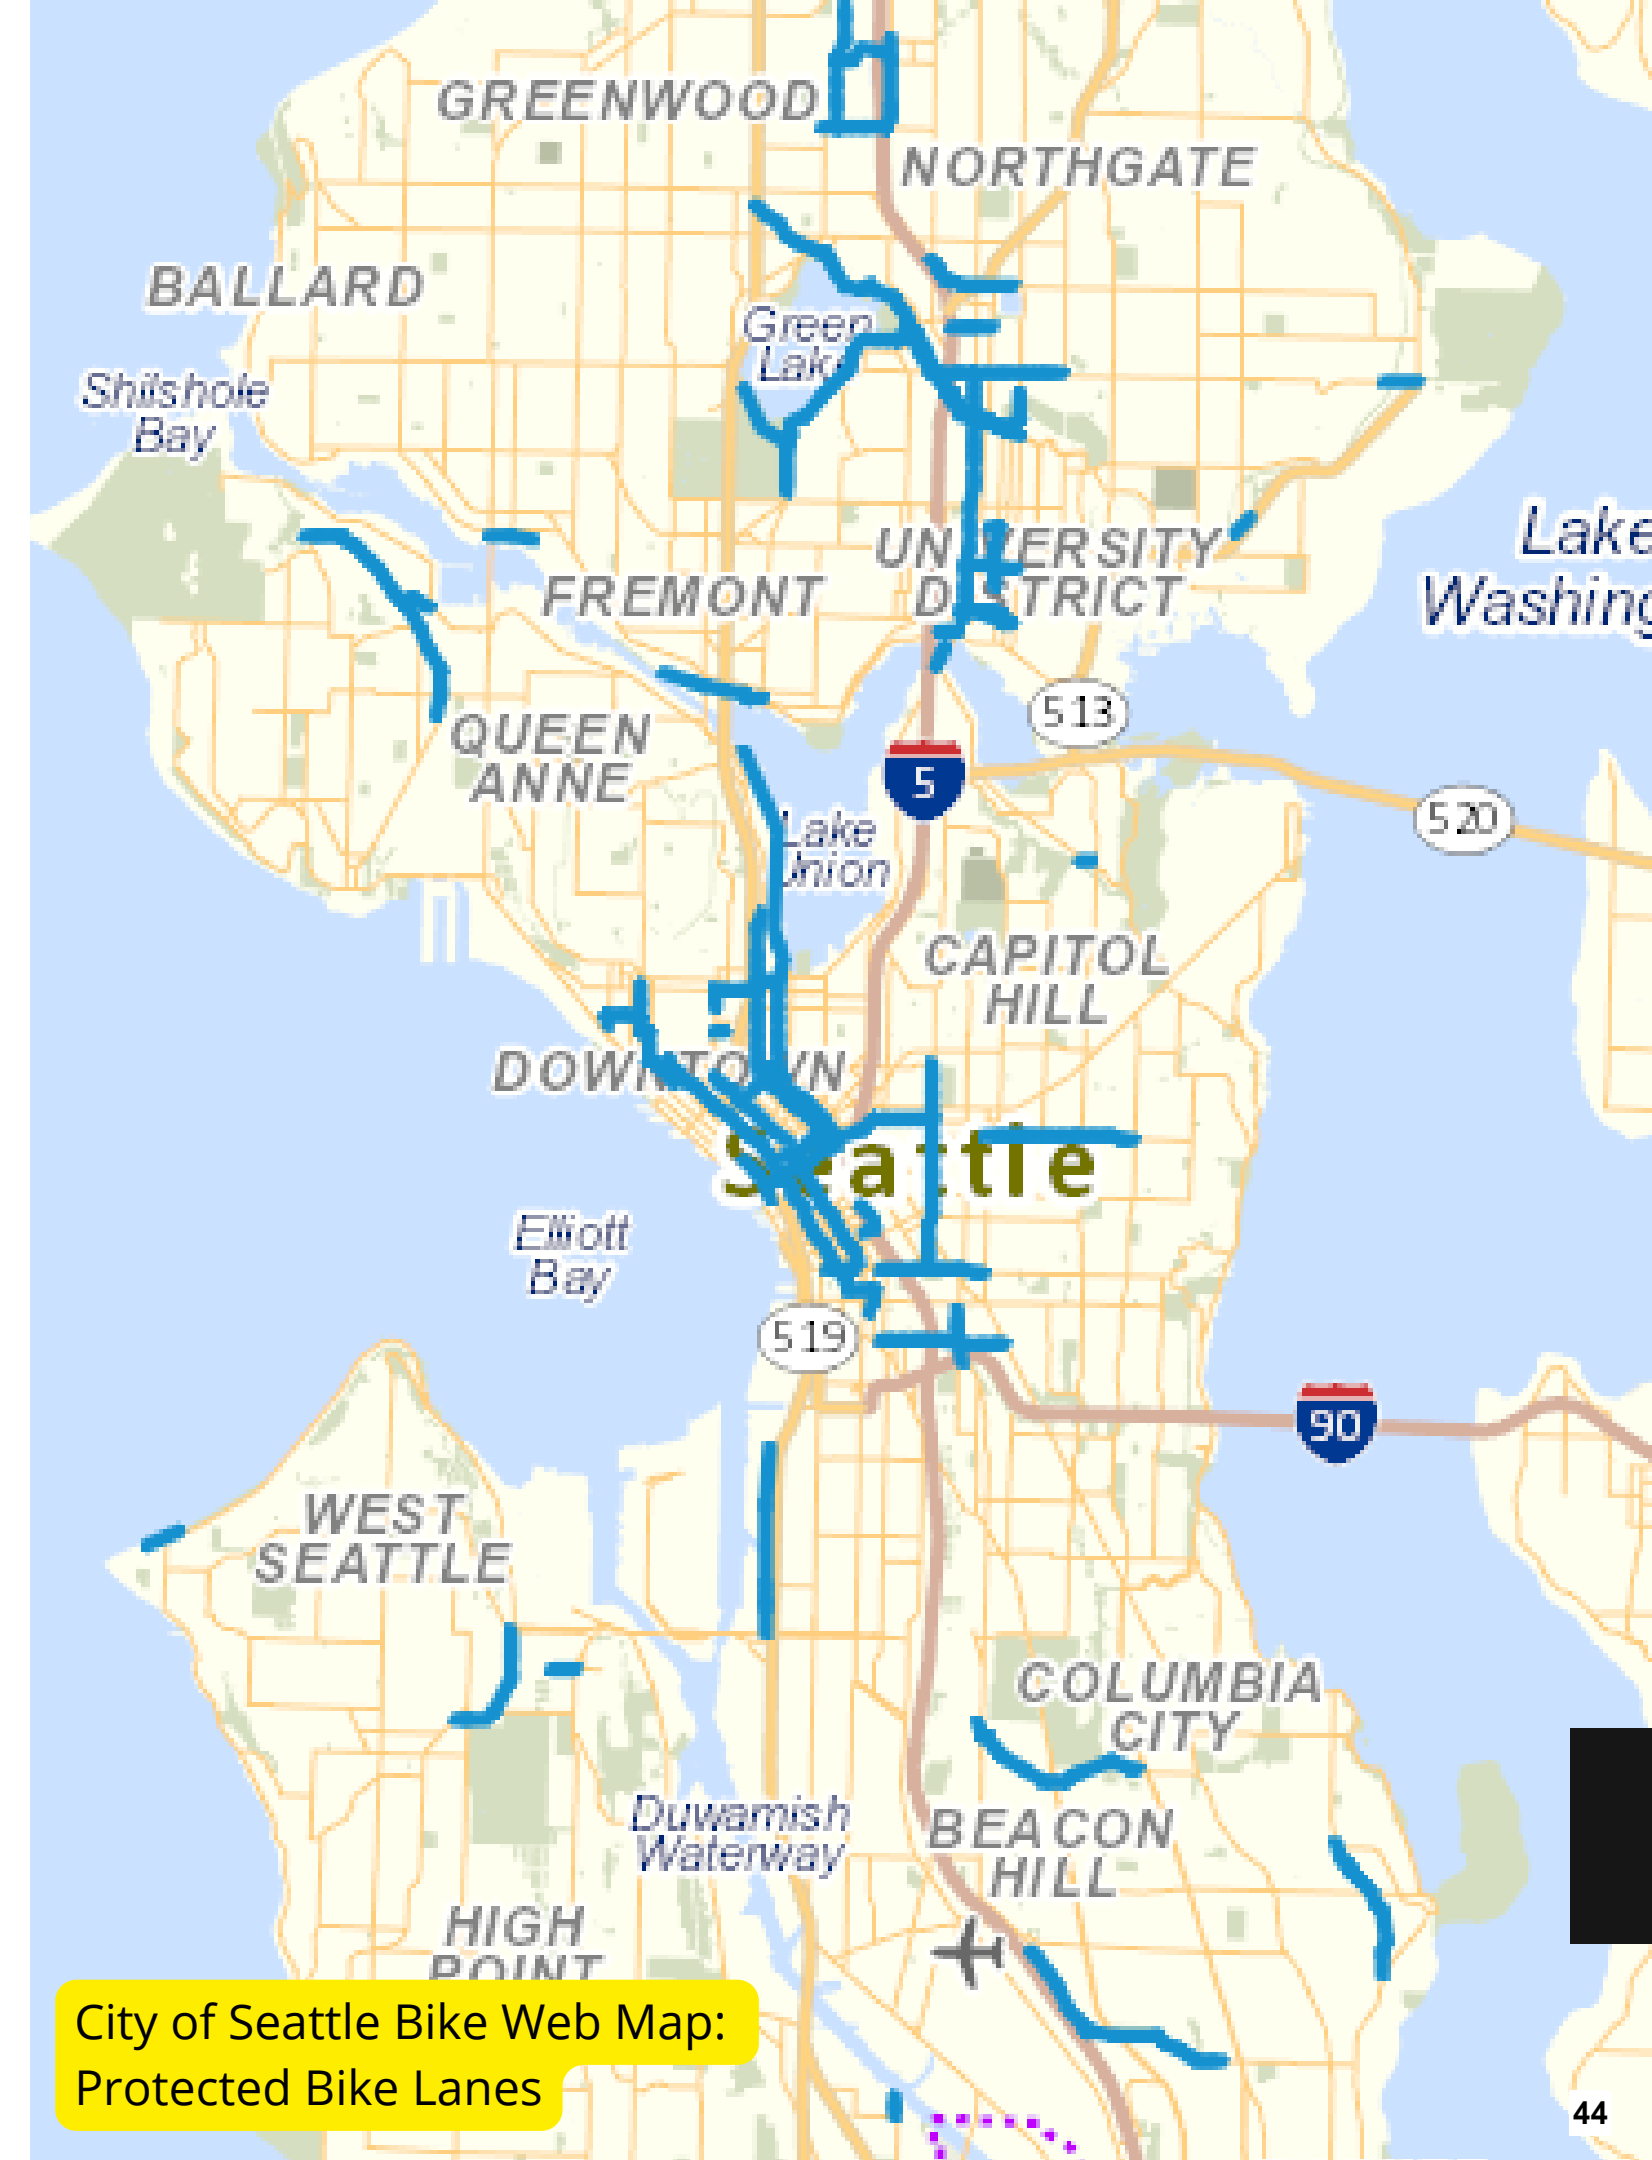 GREENWOOD
NORTHGATE
BALLARD
Green
Lake
Shilshole
Bay
Lake
Washing
UNIVERSITY
DISTRICT
FREMONT
513
QUEEN
ANNE
5
520
Lake
Union
CAPITOL
HILL
DOWNTOWN
Seattle
Elliott
Bay
519
90
WEST
SEATTLE
COLUMBIA
CITY
Duwamish
Waterway
BEACON
HILL
HIGH
POINT
City of Seattle Bike Web Map:
Protected Bike Lanes
44